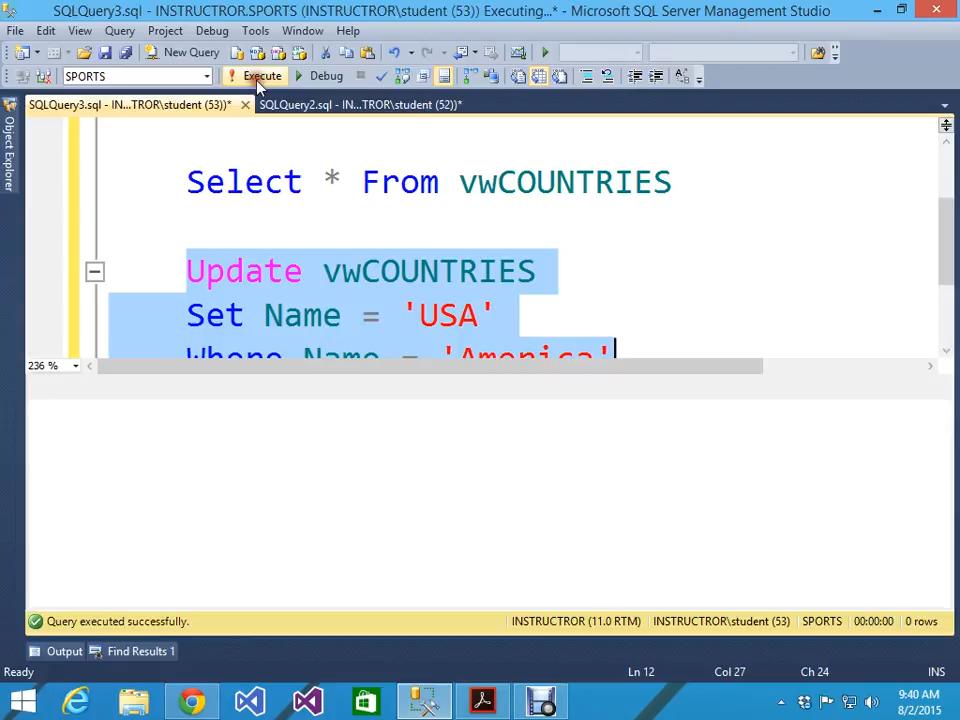 SQLQuery3.sql - INSTRUCTROR.SPORTS (INSTRUCTROR\student (53)) Executing...* - Microsoft SQL Server Management Studio
File Edit View Query Project Debug Tools Window Help
New Query
SPORTS Execute Debug
SQLQuery3.sql - IN...TROR\student (53))* SQLQuery2.sql - IN...TROR\student (52))*
Object Explorer
Select * From vwCOUNTRIES
Update vwCOUNTRIES
Set Name = 'USA'
Where Name = 'America'
236 %
Query executed successfully. INSTRUCTROR (11.0 RTM) INSTRUCTROR\student (53) SPORTS 00:00:00 0 rows
Output Find Results 1
Ready Ln 12 Col 27 Ch 24 INS
9:40 AM
8/2/2015